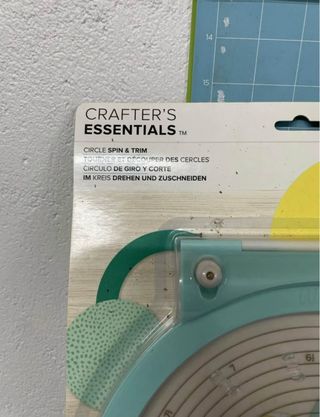 15
14
CRAFTER'S
ESSENTIALS™
CIRCLE SPIN & TRIM
TOURNER ET DÉCOUPER DES CERCLES
CÍRCULO DE GIRO Y CORTE
IM KREIS DREHEN UND ZUSCHNEIDEN